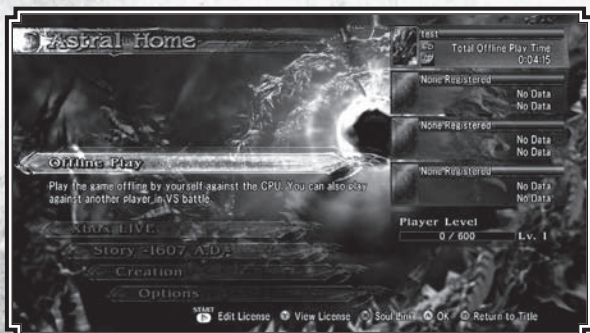 Astral Home
Offline Play
Play the game offline by yourself against the CPU. You can also play
against another player in VS battle.
Xbox LIVE
Story -1607 A.D.-
Creation
Options
test
Total Offline Play Time
0:04:15
None Registered
No Data
No Data
None Registered
No Data
No Data
None Registered
No Data
No Data
Player Level
0 / 600 Lv. 1
START Edit License Y View License X Soul Link A OK B Return to Title